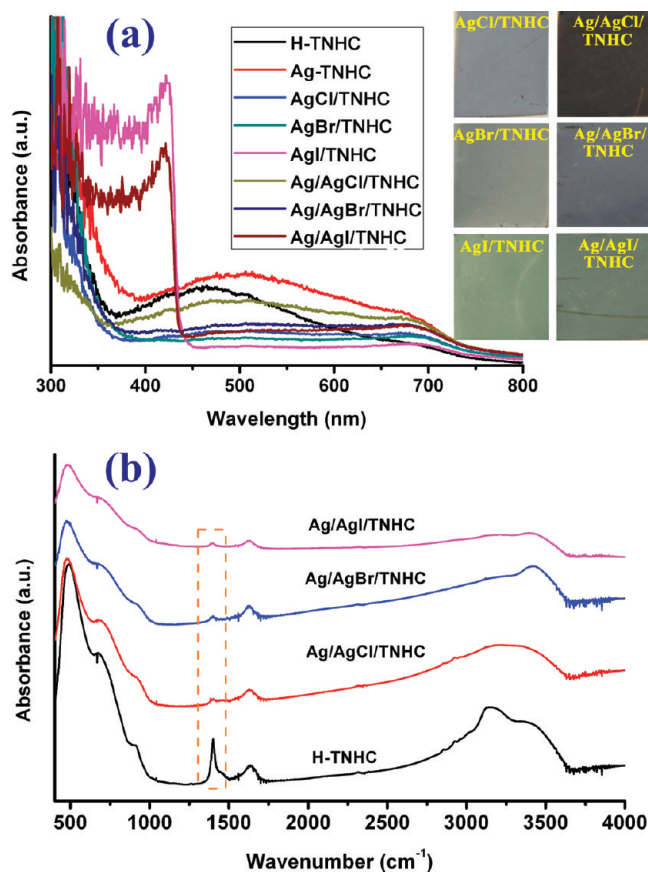 (a)
H-TNHC
Ag-TNHC
AgCl/TNHC
AgBr/TNHC
AgI/TNHC
Ag/AgCl/TNHC
Ag/AgBr/TNHC
Ag/AgI/TNHC
AgCl/TNHC
Ag/AgCl/
TNHC
AgBr/TNHC
Ag/AgBr/
TNHC
AgI/TNHC
Ag/AgI/
TNHC
Absorbance (a.u.)
300 400 500 600 700 800
Wavelength (nm)
(b)
Ag/AgI/TNHC
Ag/AgBr/TNHC
Ag/AgCl/TNHC
H-TNHC
Absorbance (a.u.)
500 1000 1500 2000 2500 3000 3500 4000
Wavenumber (cm⁻¹)